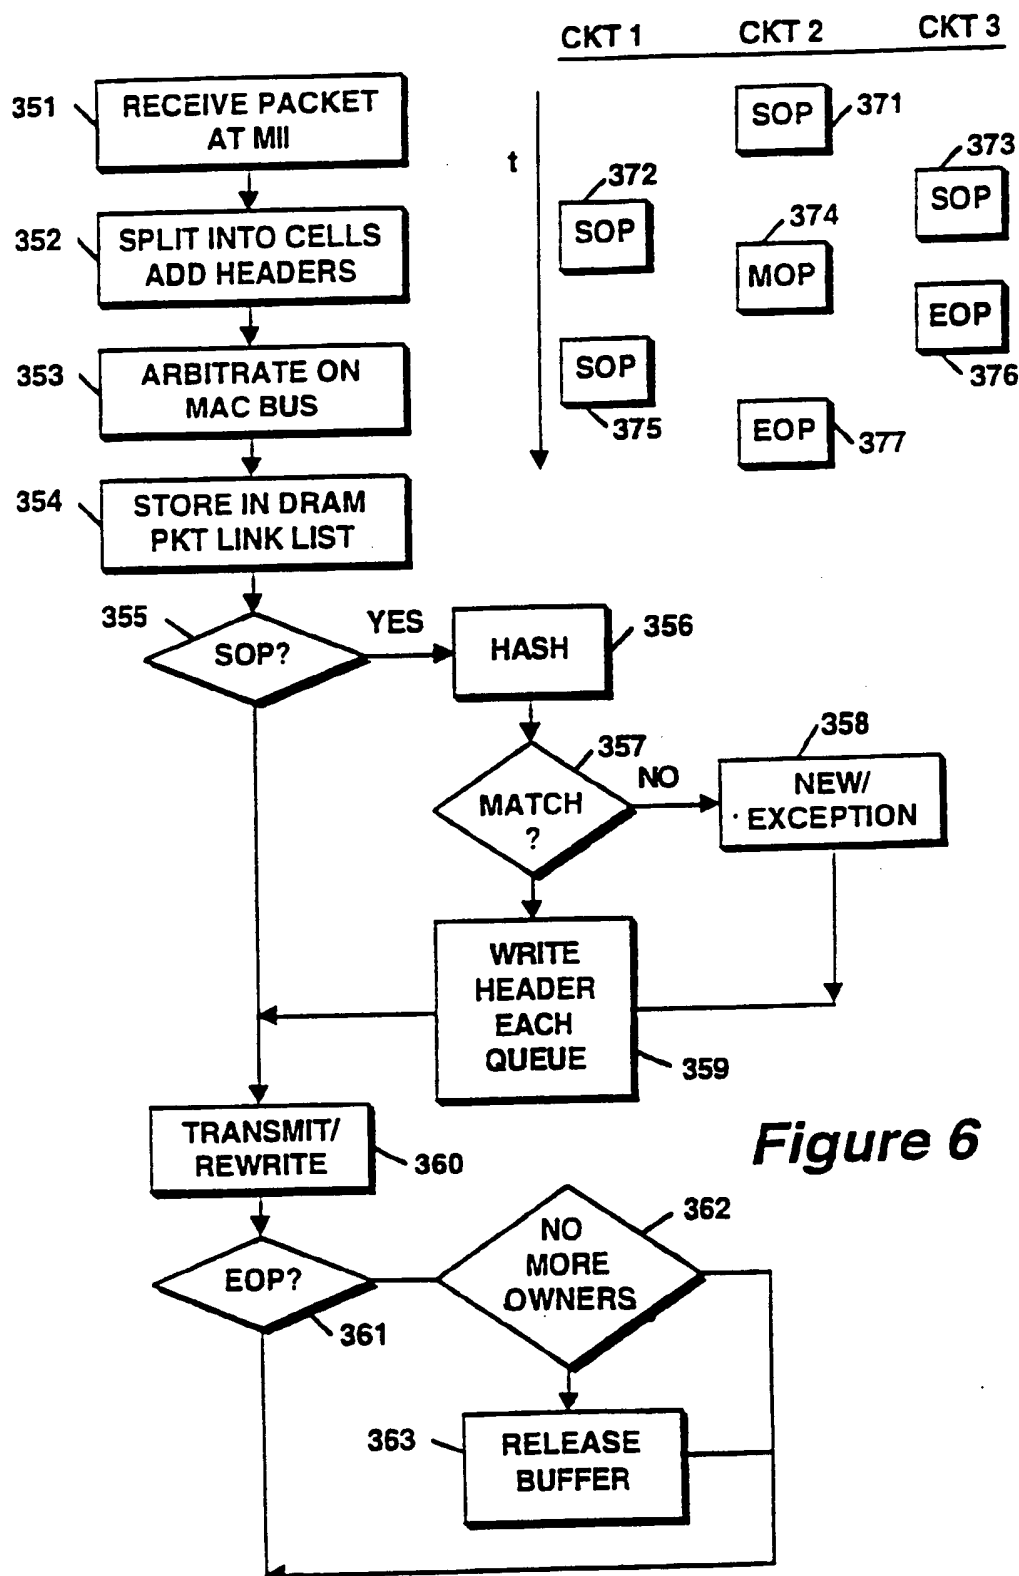 CKT 1
CKT 2
CKT 3
351
RECEIVE PACKET
AT MII
t
SOP
371
372
SOP
373
SOP
352
SPLIT INTO CELLS
ADD HEADERS
374
MOP
EOP
376
353
ARBITRATE ON
MAC BUS
SOP
375
EOP
377
354
STORE IN DRAM
PKT LINK LIST
355
SOP?
YES
HASH
356
357
MATCH
?
NO
358
NEW/
EXCEPTION
WRITE
HEADER
EACH
QUEUE
359
TRANSMIT/
REWRITE
360
Figure 6
EOP?
361
NO
MORE
OWNERS
362
363
RELEASE
BUFFER